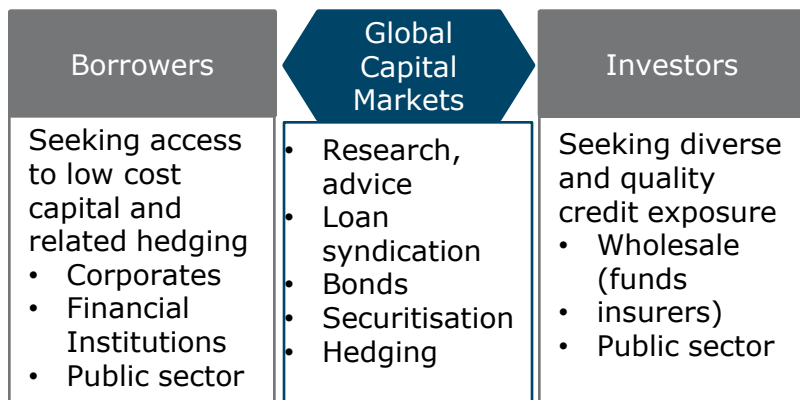 Borrowers
Seeking access
to low cost
capital and
related hedging
• Corporates
• Financial
Institutions
• Public sector
Global
Capital
Markets
• Research,
advice
• Loan
syndication
• Bonds
• Securitisation
• Hedging
Investors
Seeking diverse
and quality
credit exposure
• Wholesale
(funds
• insurers)
• Public sector